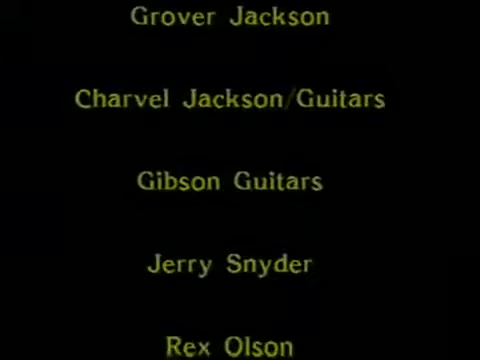 Grover Jackson
Charvel Jackson/Guitars
Gibson Guitars
Jerry Snyder
Rex Olson